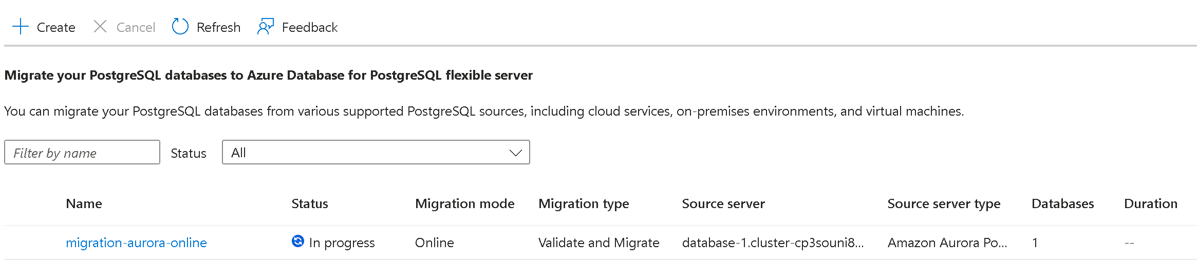 Create Cancel Refresh Feedback
Migrate your PostgreSQL databases to Azure Database for PostgreSQL flexible server
You can migrate your PostgreSQL databases from various supported PostgreSQL sources, including cloud services, on-premises environments, and virtual machines.
Filter by name Status All
Name Status Migration mode Migration type Source server Source server type Databases Duration
migration-aurora-online In progress Online Validate and Migrate database-1.cluster-cp3souni8... Amazon Aurora Po... 1 --